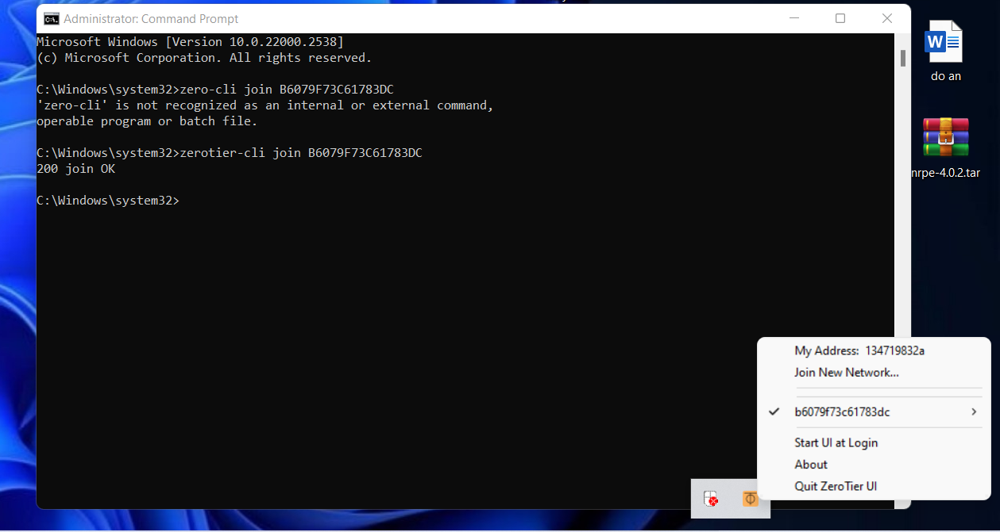 Administrator: Command Prompt
Microsoft Windows [Version 10.0.22000.2538]
(c) Microsoft Corporation. All rights reserved.
C:\Windows\system32>zero-cli join B6079F73C61783DC
'zero-cli' is not recognized as an internal or external command,
operable program or batch file.
C:\Windows\system32>zerotier-cli join B6079F73C61783DC
200 join OK
C:\Windows\system32>
W
do an
nrpe-4.0.2.tar
My Address: 134719832a
Join New Network...
b6079f73c61783dc
Start UI at Login
About
Quit ZeroTier UI